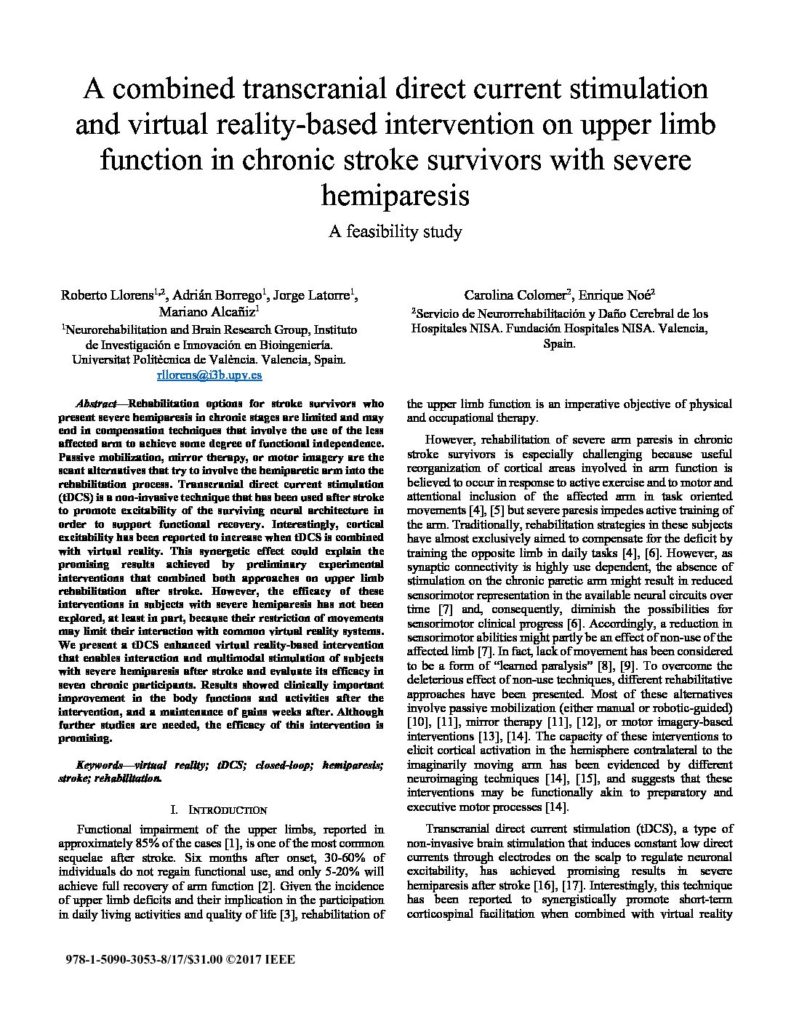 A combined transcranial direct current stimulation
and virtual reality-based intervention on upper limb
function in chronic stroke survivors with severe
hemiparesis
A feasibility study
Roberto Llorens1,2, Adrián Borrego1, Jorge Latorre1,
Mariano Alcañiz1
1Neurorehabilitation and Brain Research Group, Instituto
de Investigación e Innovación en Bioingeniería.
Universitat Politècnica de València. Valencia, Spain.
rllorens@i3b.upv.es
Carolina Colomer2, Enrique Noé2
2Servicio de Neurorrehabilitación y Daño Cerebral de los
Hospitales NISA. Fundación Hospitales NISA. Valencia,
Spain.
Abstract—Rehabilitation options for stroke survivors who
present severe hemiparesis in chronic stages are limited and may
end in compensation techniques that involve the use of the less
affected arm to achieve some degree of functional independence.
Passive mobilization, mirror therapy, or motor imagery are the
scant alternatives that try to involve the hemiparetic arm into the
rehabilitation process. Transcranial direct current stimulation
(tDCS) is a non-invasive technique that has been used after stroke
to promote excitability of the surviving neural architecture in
order to support functional recovery. Interestingly, cortical
excitability has been reported to increase when tDCS is combined
with virtual reality. This synergetic effect could explain the
promising results achieved by preliminary experimental
interventions that combined both approaches on upper limb
rehabilitation after stroke. However, the efficacy of these
interventions in subjects with severe hemiparesis has not been
explored, at least in part, because their restriction of movements
may limit their interaction with common virtual reality systems.
We present a tDCS enhanced virtual reality-based intervention
that enables interaction and multimodal stimulation of subjects
with severe hemiparesis after stroke and evaluate its efficacy in
seven chronic participants. Results showed clinically important
improvement in the body functions and activities after the
intervention, and a maintenance of gains weeks after. Although
further studies are needed, the efficacy of this intervention is
promising.
Keywords—virtual reality; tDCS; closed-loop; hemiparesis;
stroke; rehabilitation.
I. INTRODUCTION
Functional impairment of the upper limbs, reported in
approximately 85% of the cases [1], is one of the most common
sequelae after stroke. Six months after onset, 30-60% of
individuals do not regain functional use, and only 5-20% will
achieve full recovery of arm function [2]. Given the incidence
of upper limb deficits and their implication in the participation
in daily living activities and quality of life [3], rehabilitation of
the upper limb function is an imperative objective of physical
and occupational therapy.
However, rehabilitation of severe arm paresis in chronic
stroke survivors is especially challenging because useful
reorganization of cortical areas involved in arm function is
believed to occur in response to active exercise and to motor and
attentional inclusion of the affected arm in task oriented
movements [4], [5] but severe paresis impedes active training of
the arm. Traditionally, rehabilitation strategies in these subjects
have almost exclusively aimed to compensate for the deficit by
training the opposite limb in daily tasks [4], [6]. However, as
synaptic connectivity is highly use dependent, the absence of
stimulation on the chronic paretic arm might result in reduced
sensorimotor representation in the available neural circuits over
time [7] and, consequently, diminish the possibilities for
sensorimotor clinical progress [6]. Accordingly, a reduction in
sensorimotor abilities might partly be an effect of non-use of the
affected limb [7]. In fact, lack of movement has been considered
to be a form of “learned paralysis” [8], [9]. To overcome the
deleterious effect of non-use techniques, different rehabilitative
approaches have been presented. Most of these alternatives
involve passive mobilization (either manual or robotic-guided)
[10], [11], mirror therapy [11], [12], or motor imagery-based
interventions [13], [14]. The capacity of these interventions to
elicit cortical activation in the hemisphere contralateral to the
imaginarily moving arm has been evidenced by different
neuroimaging techniques [14], [15], and suggests that these
interventions may be functionally akin to preparatory and
executive motor processes [14].
Transcranial direct current stimulation (tDCS), a type of
non-invasive brain stimulation that induces constant low direct
currents through electrodes on the scalp to regulate neuronal
excitability, has achieved promising results in severe
hemiparesis after stroke [16], [17]. Interestingly, this technique
has been reported to synergistically promote short-term
corticospinal facilitation when combined with virtual reality
978-1-5090-3053-8/17/$31.00 ©2017 IEEE